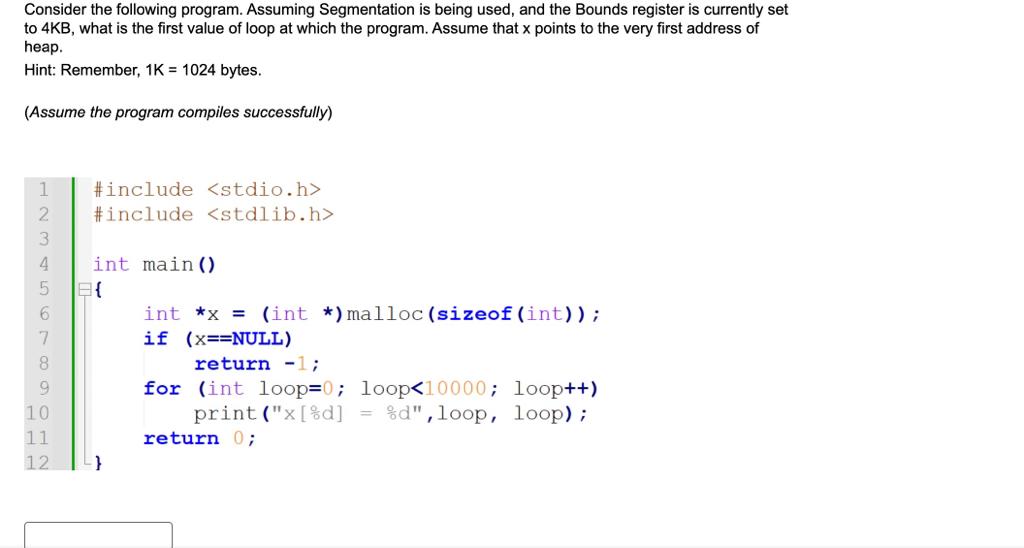 Consider the following program. Assuming Segmentation is being used, and the Bounds register is currently set
to 4KB, what is the first value of loop at which the program. Assume that x points to the very first address of
heap.
Hint: Remember, 1K = 1024 bytes.
(Assume the program compiles successfully)
1 #include <stdio.h>
2 #include <stdlib.h>
3
4 int main()
5 {
6 int *x = (int *)malloc(sizeof(int));
7 if (x==NULL)
8 return -1;
9 for (int loop=0; loop<10000; loop++)
10 print("x[%d] = %d",loop, loop);
11 return 0;
12 }